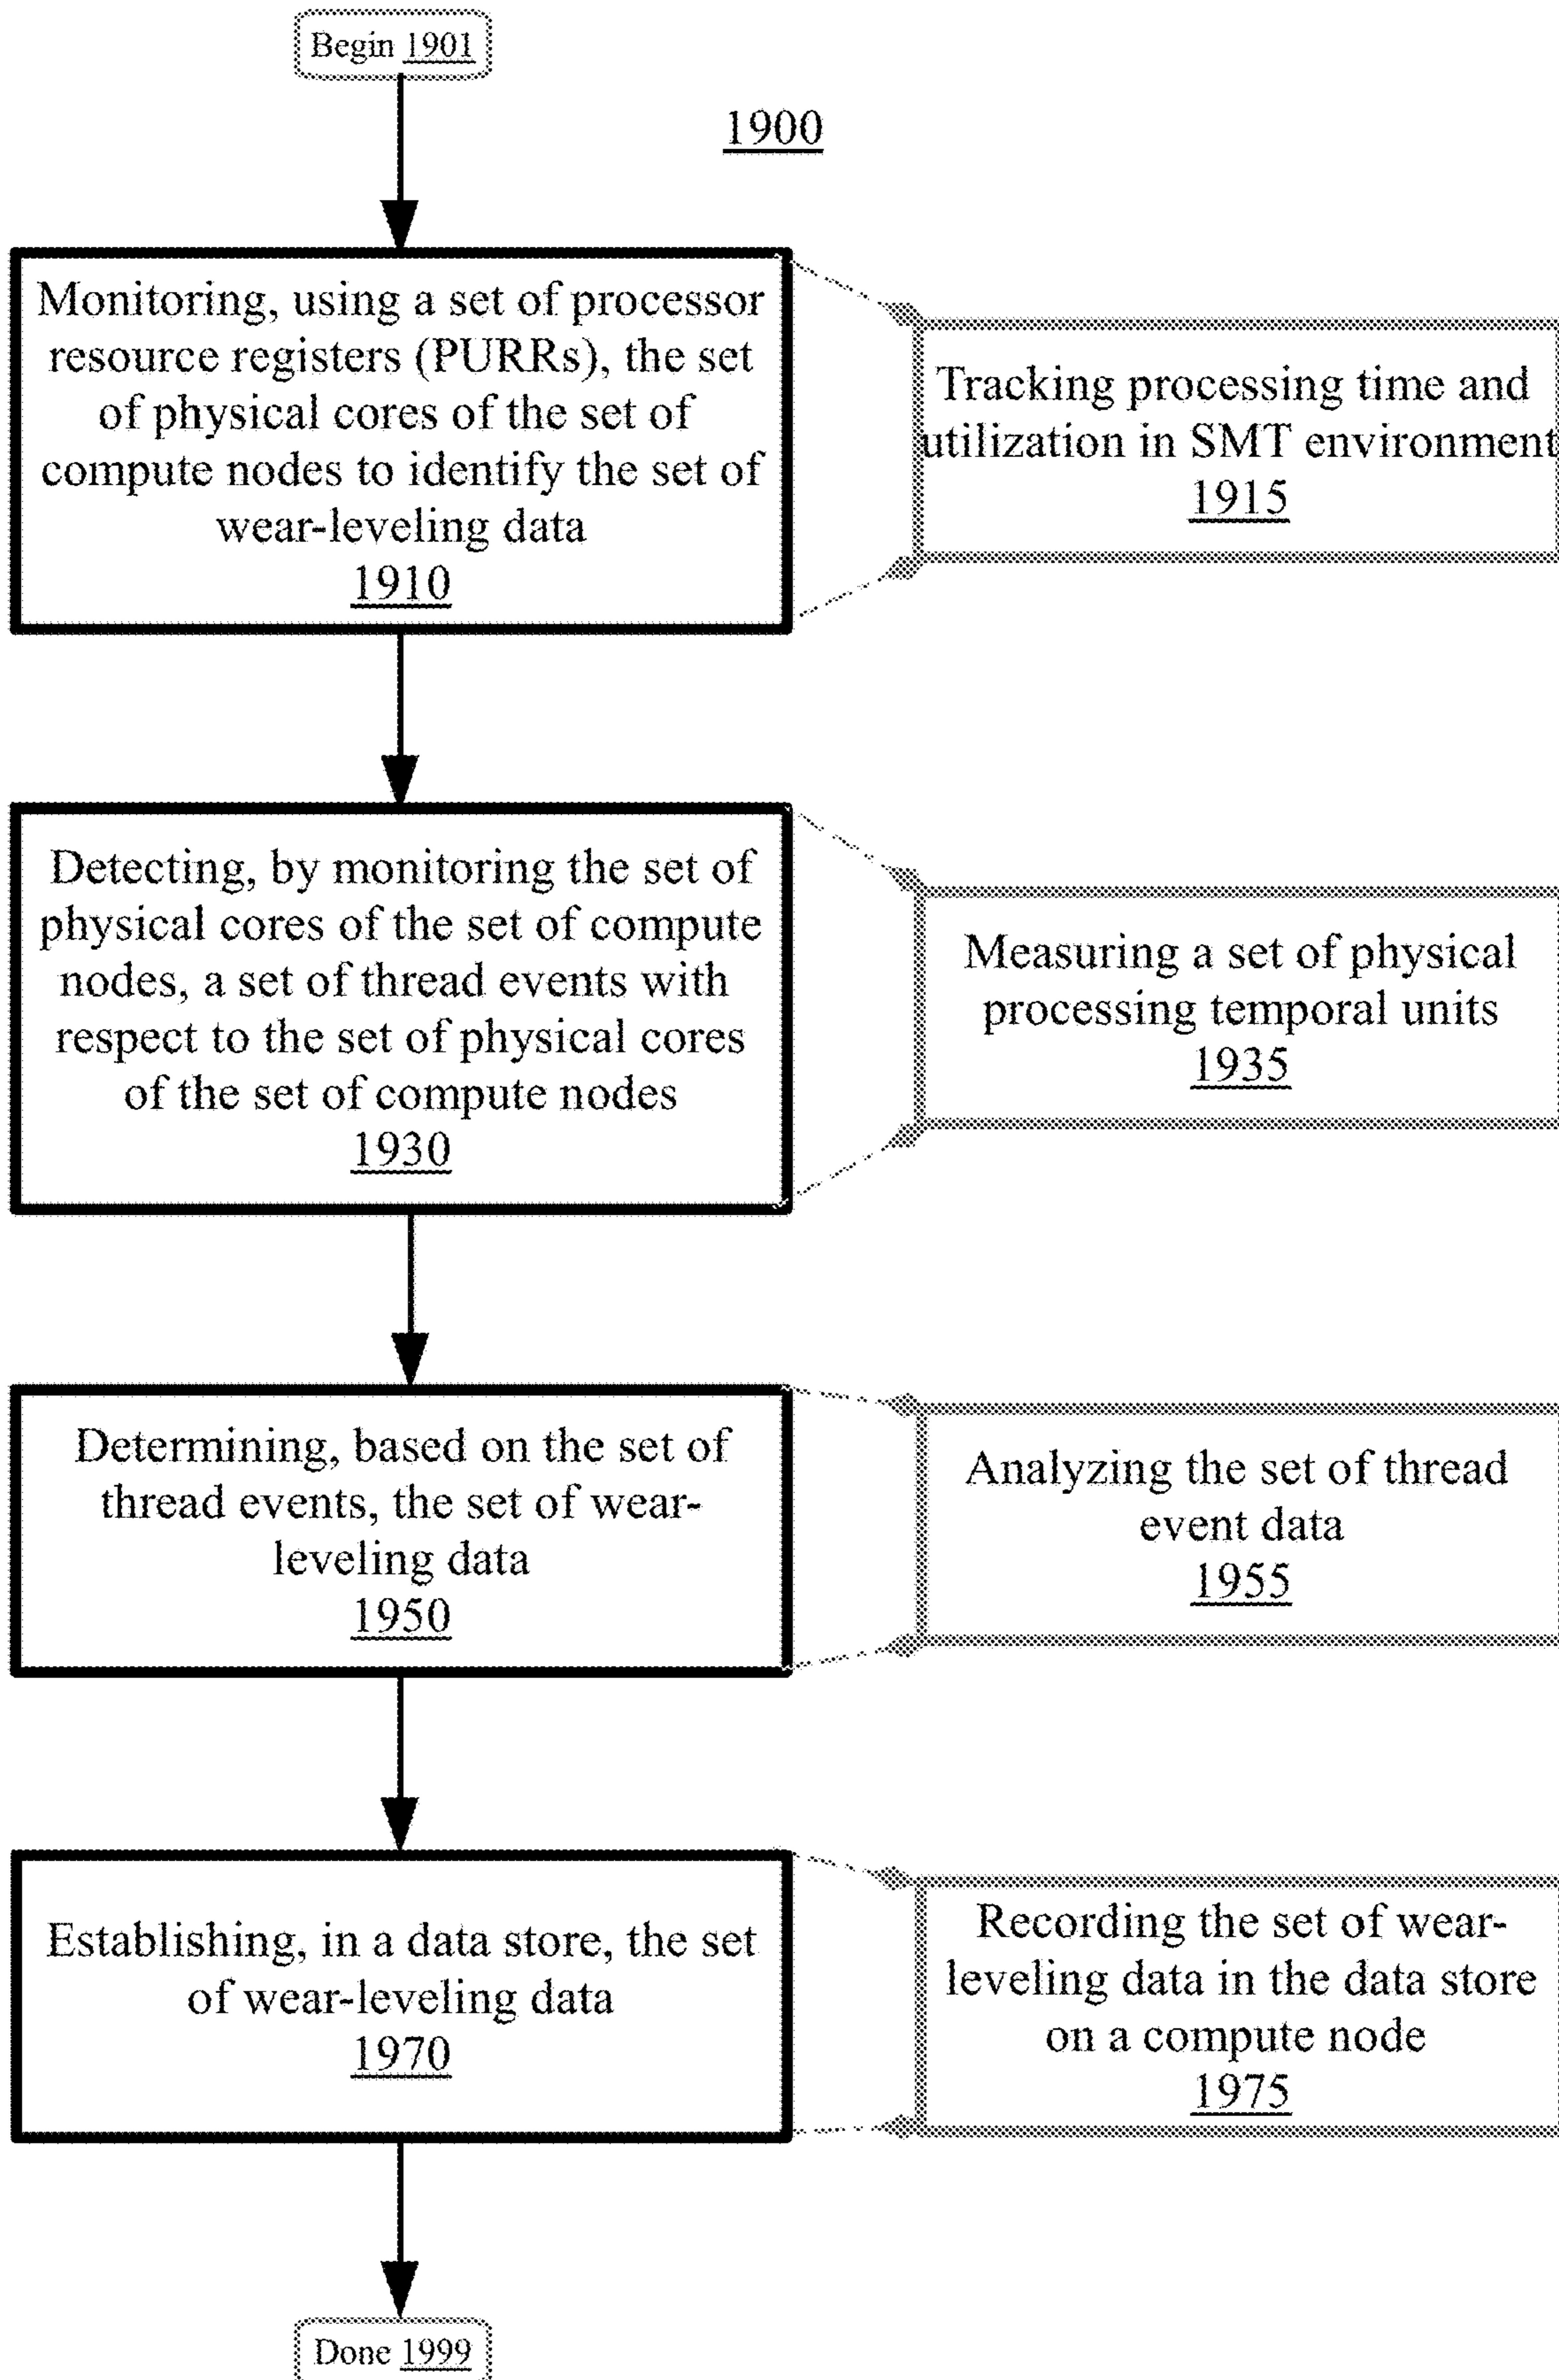 Begin 1901
1900
Monitoring, using a set of processor
resource registers (PURRs), the set
of physical cores of the set of
compute nodes to identify the set of
wear-leveling data
1910
Tracking processing time and
utilization in SMT environment
1915
Detecting, by monitoring the set of
physical cores of the set of compute
nodes, a set of thread events with
respect to the set of physical cores
of the set of compute nodes
1930
Measuring a set of physical
processing temporal units
1935
Determining, based on the set of
thread events, the set of wear-
leveling data
1950
Analyzing the set of thread
event data
1955
Establishing, in a data store, the set
of wear-leveling data
1970
Recording the set of wear-
leveling data in the data store
on a compute node
1975
Done 1999